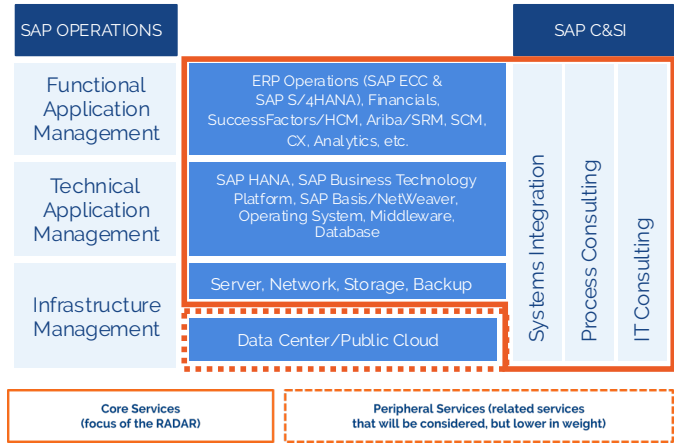 SAP OPERATIONS
SAP C&SI
Functional
Application
Management
ERP Operations (SAP ECC &
SAP S/4HANA), Financials,
SuccessFactors/HCM, Ariba/SRM, SCM,
CX, Analytics, etc.
Technical
Application
Management
SAP HANA, SAP Business Technology
Platform, SAP Basis/NetWeaver,
Operating System, Middleware,
Database
Infrastructure
Management
Server, Network, Storage, Backup
Data Center/Public Cloud
Systems Integration
Process Consulting
IT Consulting
Core Services
(focus of the RADAR)
Peripheral Services (related services
that will be considered, but lower in weight)